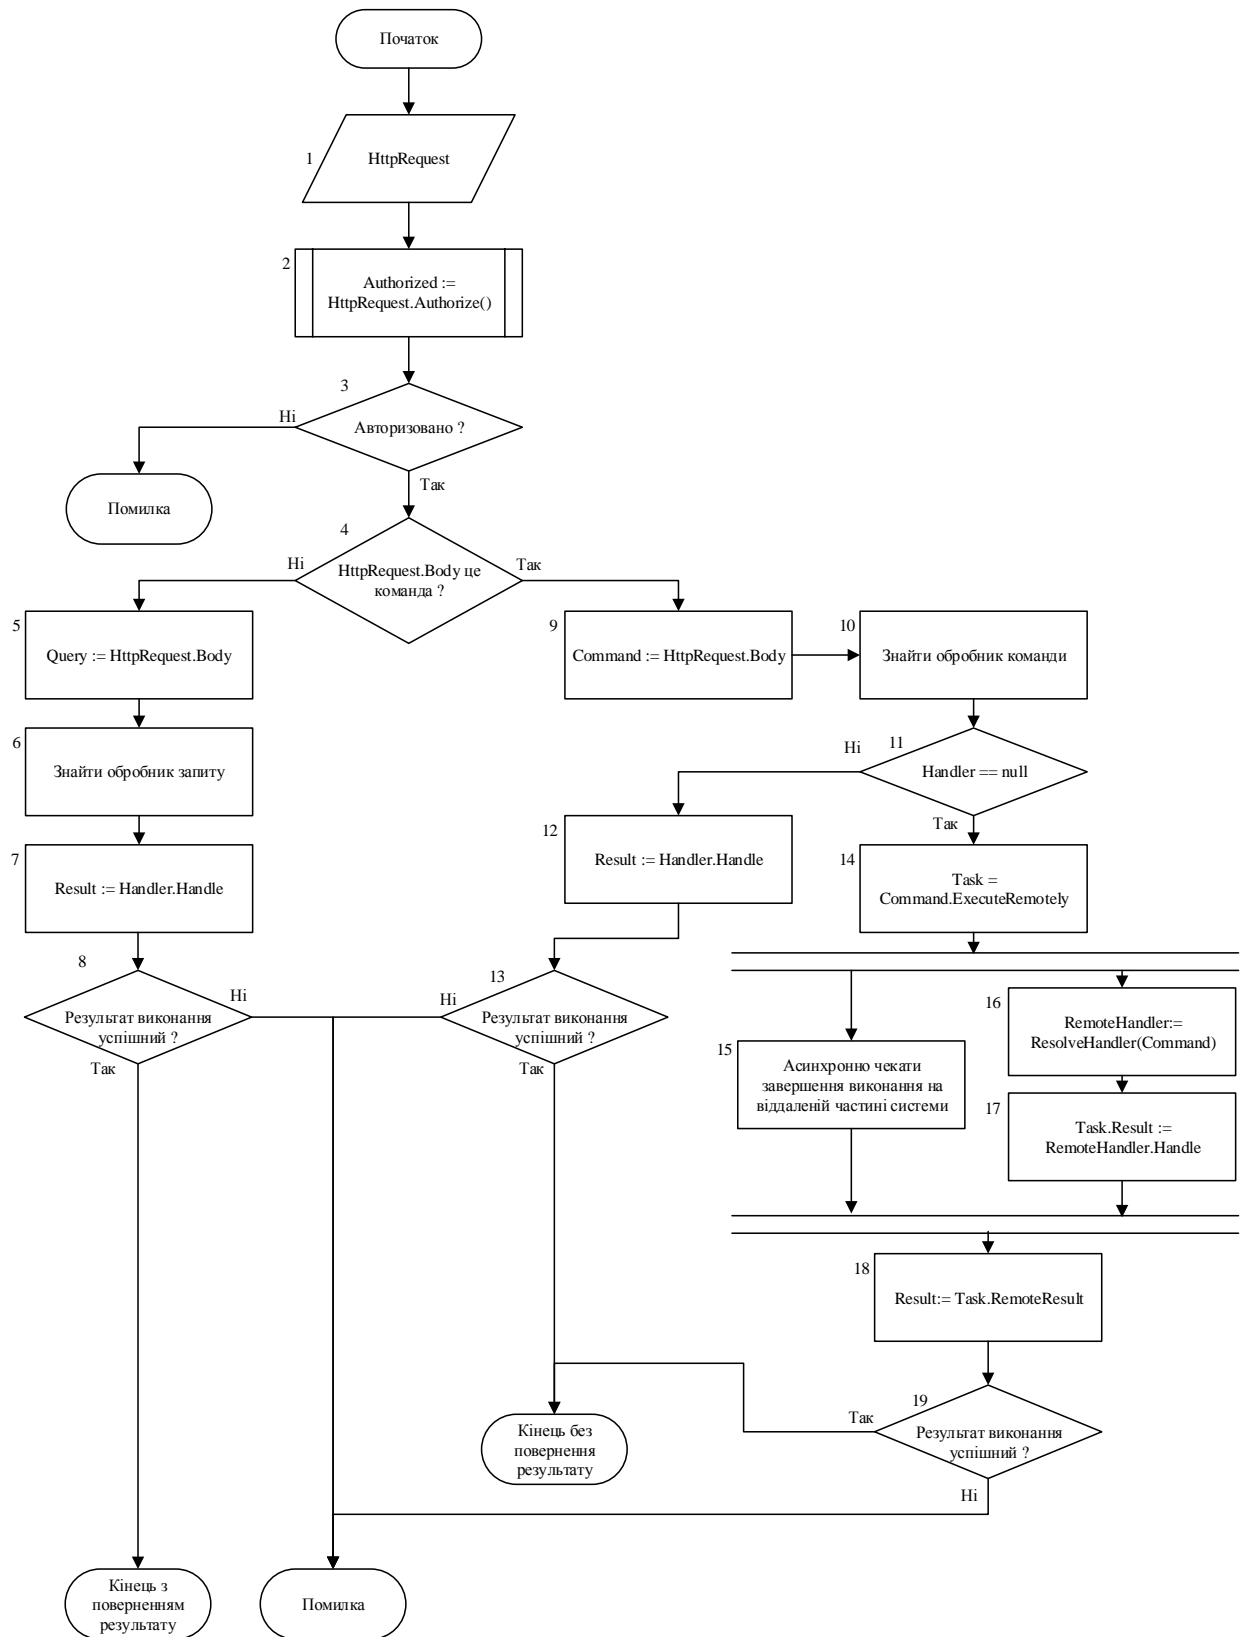 Початок
1
HttpRequest
2
Authorized :=
HttpRequest.Authorize()
3
Ні
Авторизовано ?
Так
Помилка
4
Ні
Так
HttpRequest.Body це
команда ?
5
Query := HttpRequest.Body
9
Command := HttpRequest.Body
10
Знайти обробник команди
6
Знайти обробник запиту
11
Ні
Handler == null
Так
12
Result := Handler.Handle
7
Result := Handler.Handle
14
Task =
Command.ExecuteRemotely
8
Ні
Результат виконання
успішний ?
Так
13
Ні
Результат виконання
успішний ?
Так
15
Асинхронно чекати
завершення виконання на
віддаленій частині системи
16
RemoteHandler:=
ResolveHandler(Command)
17
Task.Result :=
RemoteHandler.Handle
18
Result:= Task.RemoteResult
19
Так
Результат виконання
успішний ?
Ні
Кінець без
повернення
результату
Кінець з
поверненням
результату
Помилка